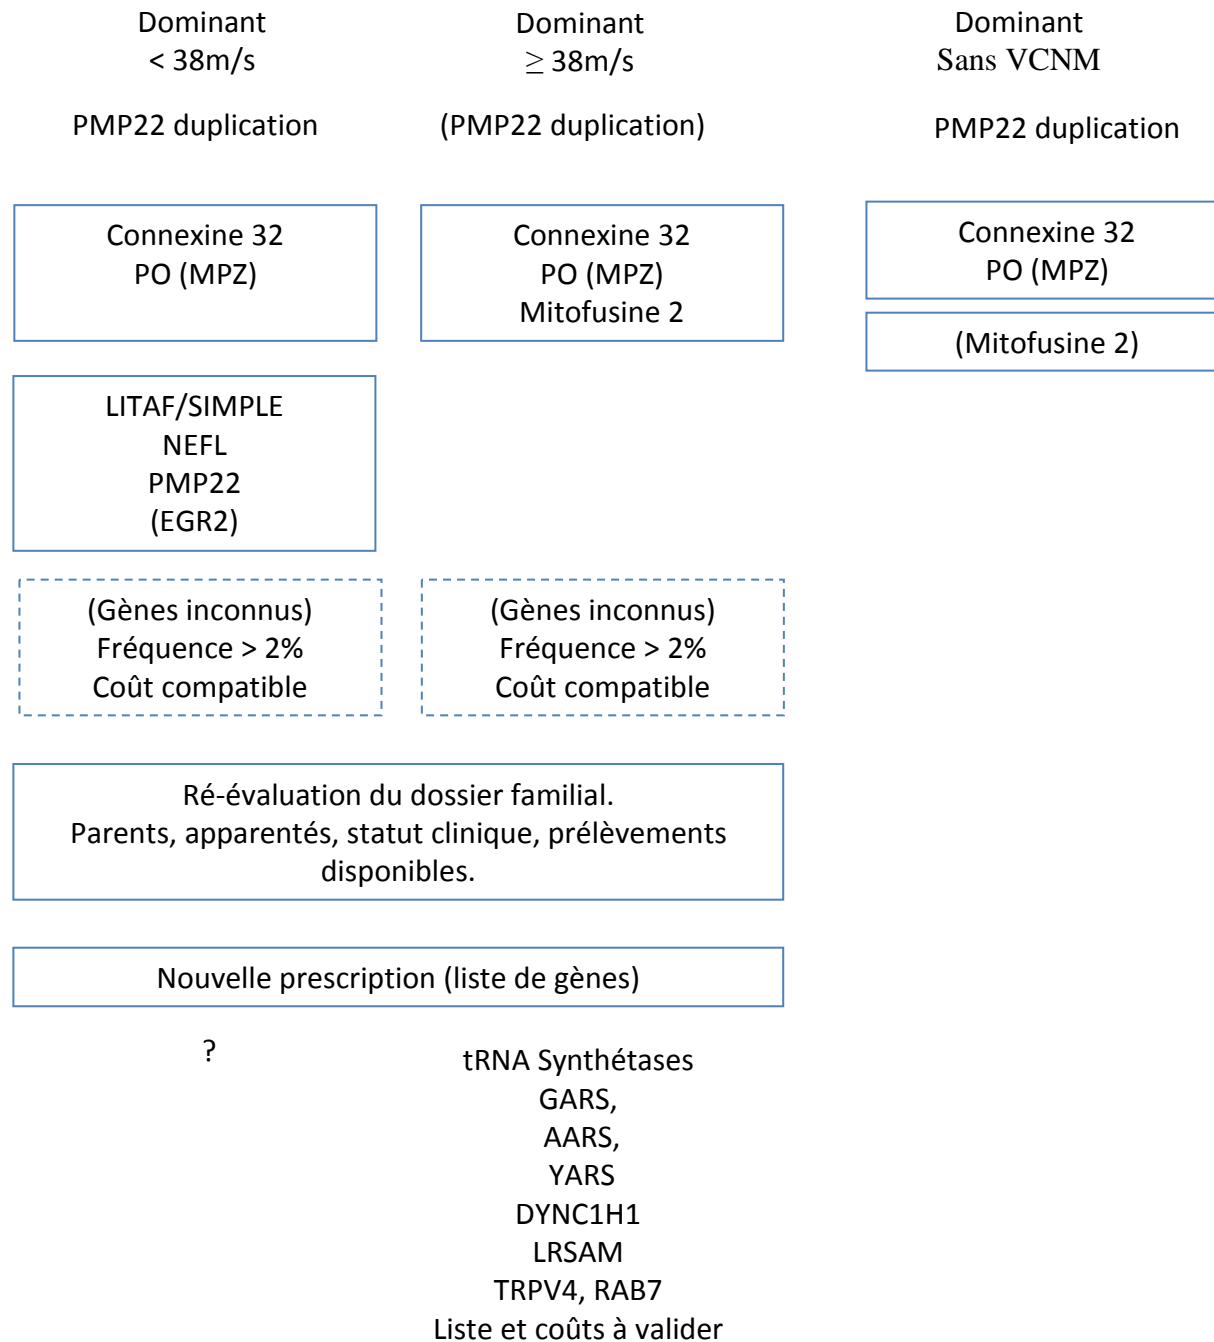 Dominant
< 38m/s
PMP22 duplication
Connexine 32
PO (MPZ)
LITAF/SIMPLE
NEFL
PMP22
(EGR2)
(Gènes inconnus)
Fréquence > 2%
Coût compatible
Dominant
≥ 38m/s
(PMP22 duplication)
Connexine 32
PO (MPZ)
Mitofusine 2
(Gènes inconnus)
Fréquence > 2%
Coût compatible
Dominant
Sans VCNM
PMP22 duplication
Connexine 32
PO (MPZ)
(Mitofusine 2)
Ré-évaluation du dossier familial.
Parents, apparentés, statut clinique, prélèvements
disponibles.
Nouvelle prescription (liste de gènes)
?
tRNA Synthétases
GARS,
AARS,
YARS
DYNC1H1
LRSAM
TRPV4, RAB7
Liste et coûts à valider